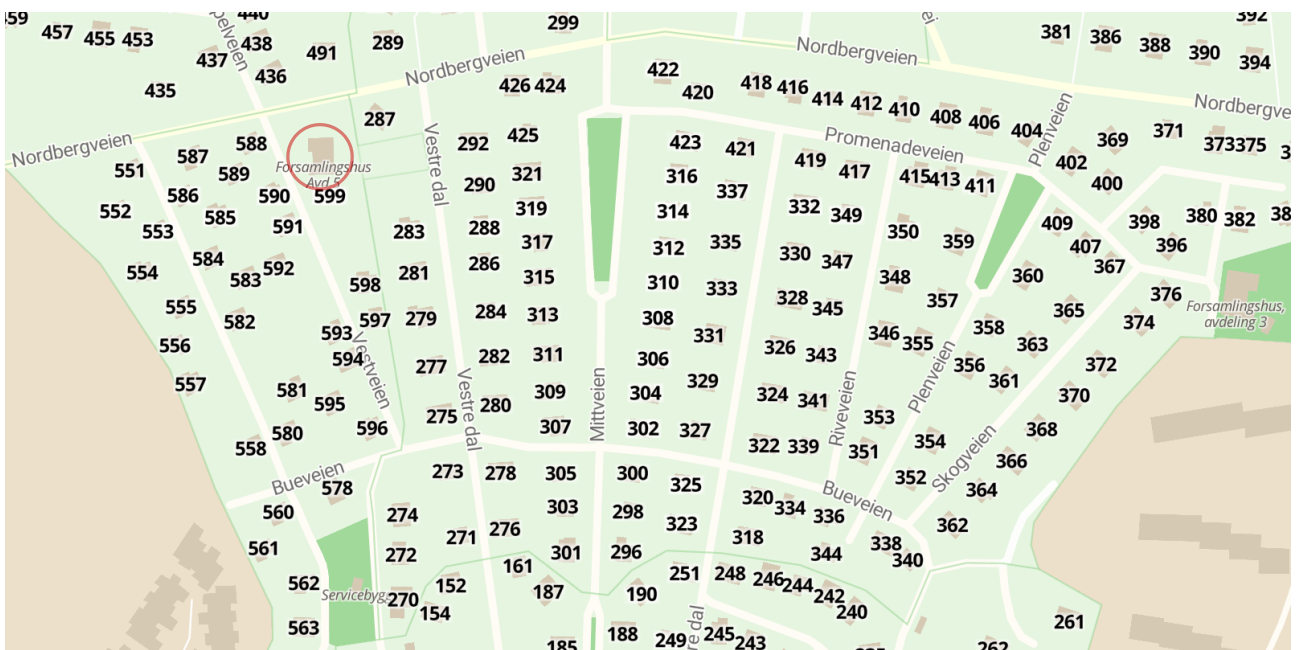 459 457 455 453 440 438 437 491 289 299 381 386 388 390 392 394
435 436 Nordbergveien 426 424 422 420 Nordbergveien
418 416 414 412 410 408 406 404 Plenveien Nordbergve
Nordbergveien 587 588 287 Vestre dal 292 425 423 421 Promenadeveien 402 369 371 373 375
551 589 Forsamlingshus
Avd 5
586 590 599 290 321 316 337 419 417 415 413 411 400
552 585 591 283 288 319 314 332 349 350 359 409 398 380 382
553 584 592 281 286 317 312 335 330 347 348 407 396
554 583 598 315 310 333 328 345 357 360 367 376
555 582 597 279 284 313 308 331 346 355 358 365 374 Forsamlingshus,
avdeling 3
556 593 594 Vestveien 277 282 311 306 326 343 356 363 372
557 581 595 Vestre dal 280 309 304 329 324 341 Riveveien Plenveien 361 370
558 580 596 275 307 Mittveien 302 327 322 339 353 351 354 368
Bueveien 578 273 278 305 300 325 Bueveien 352 Skogveien 366 364
560 274 303 298 323 320 334 336 362
561 272 271 276 301 296 318 344 338 340
562 Servicebygg 270 152 154 161 187 190 251 248 246 244 242 240
563 185 188 249 re dal 245 243 262 261